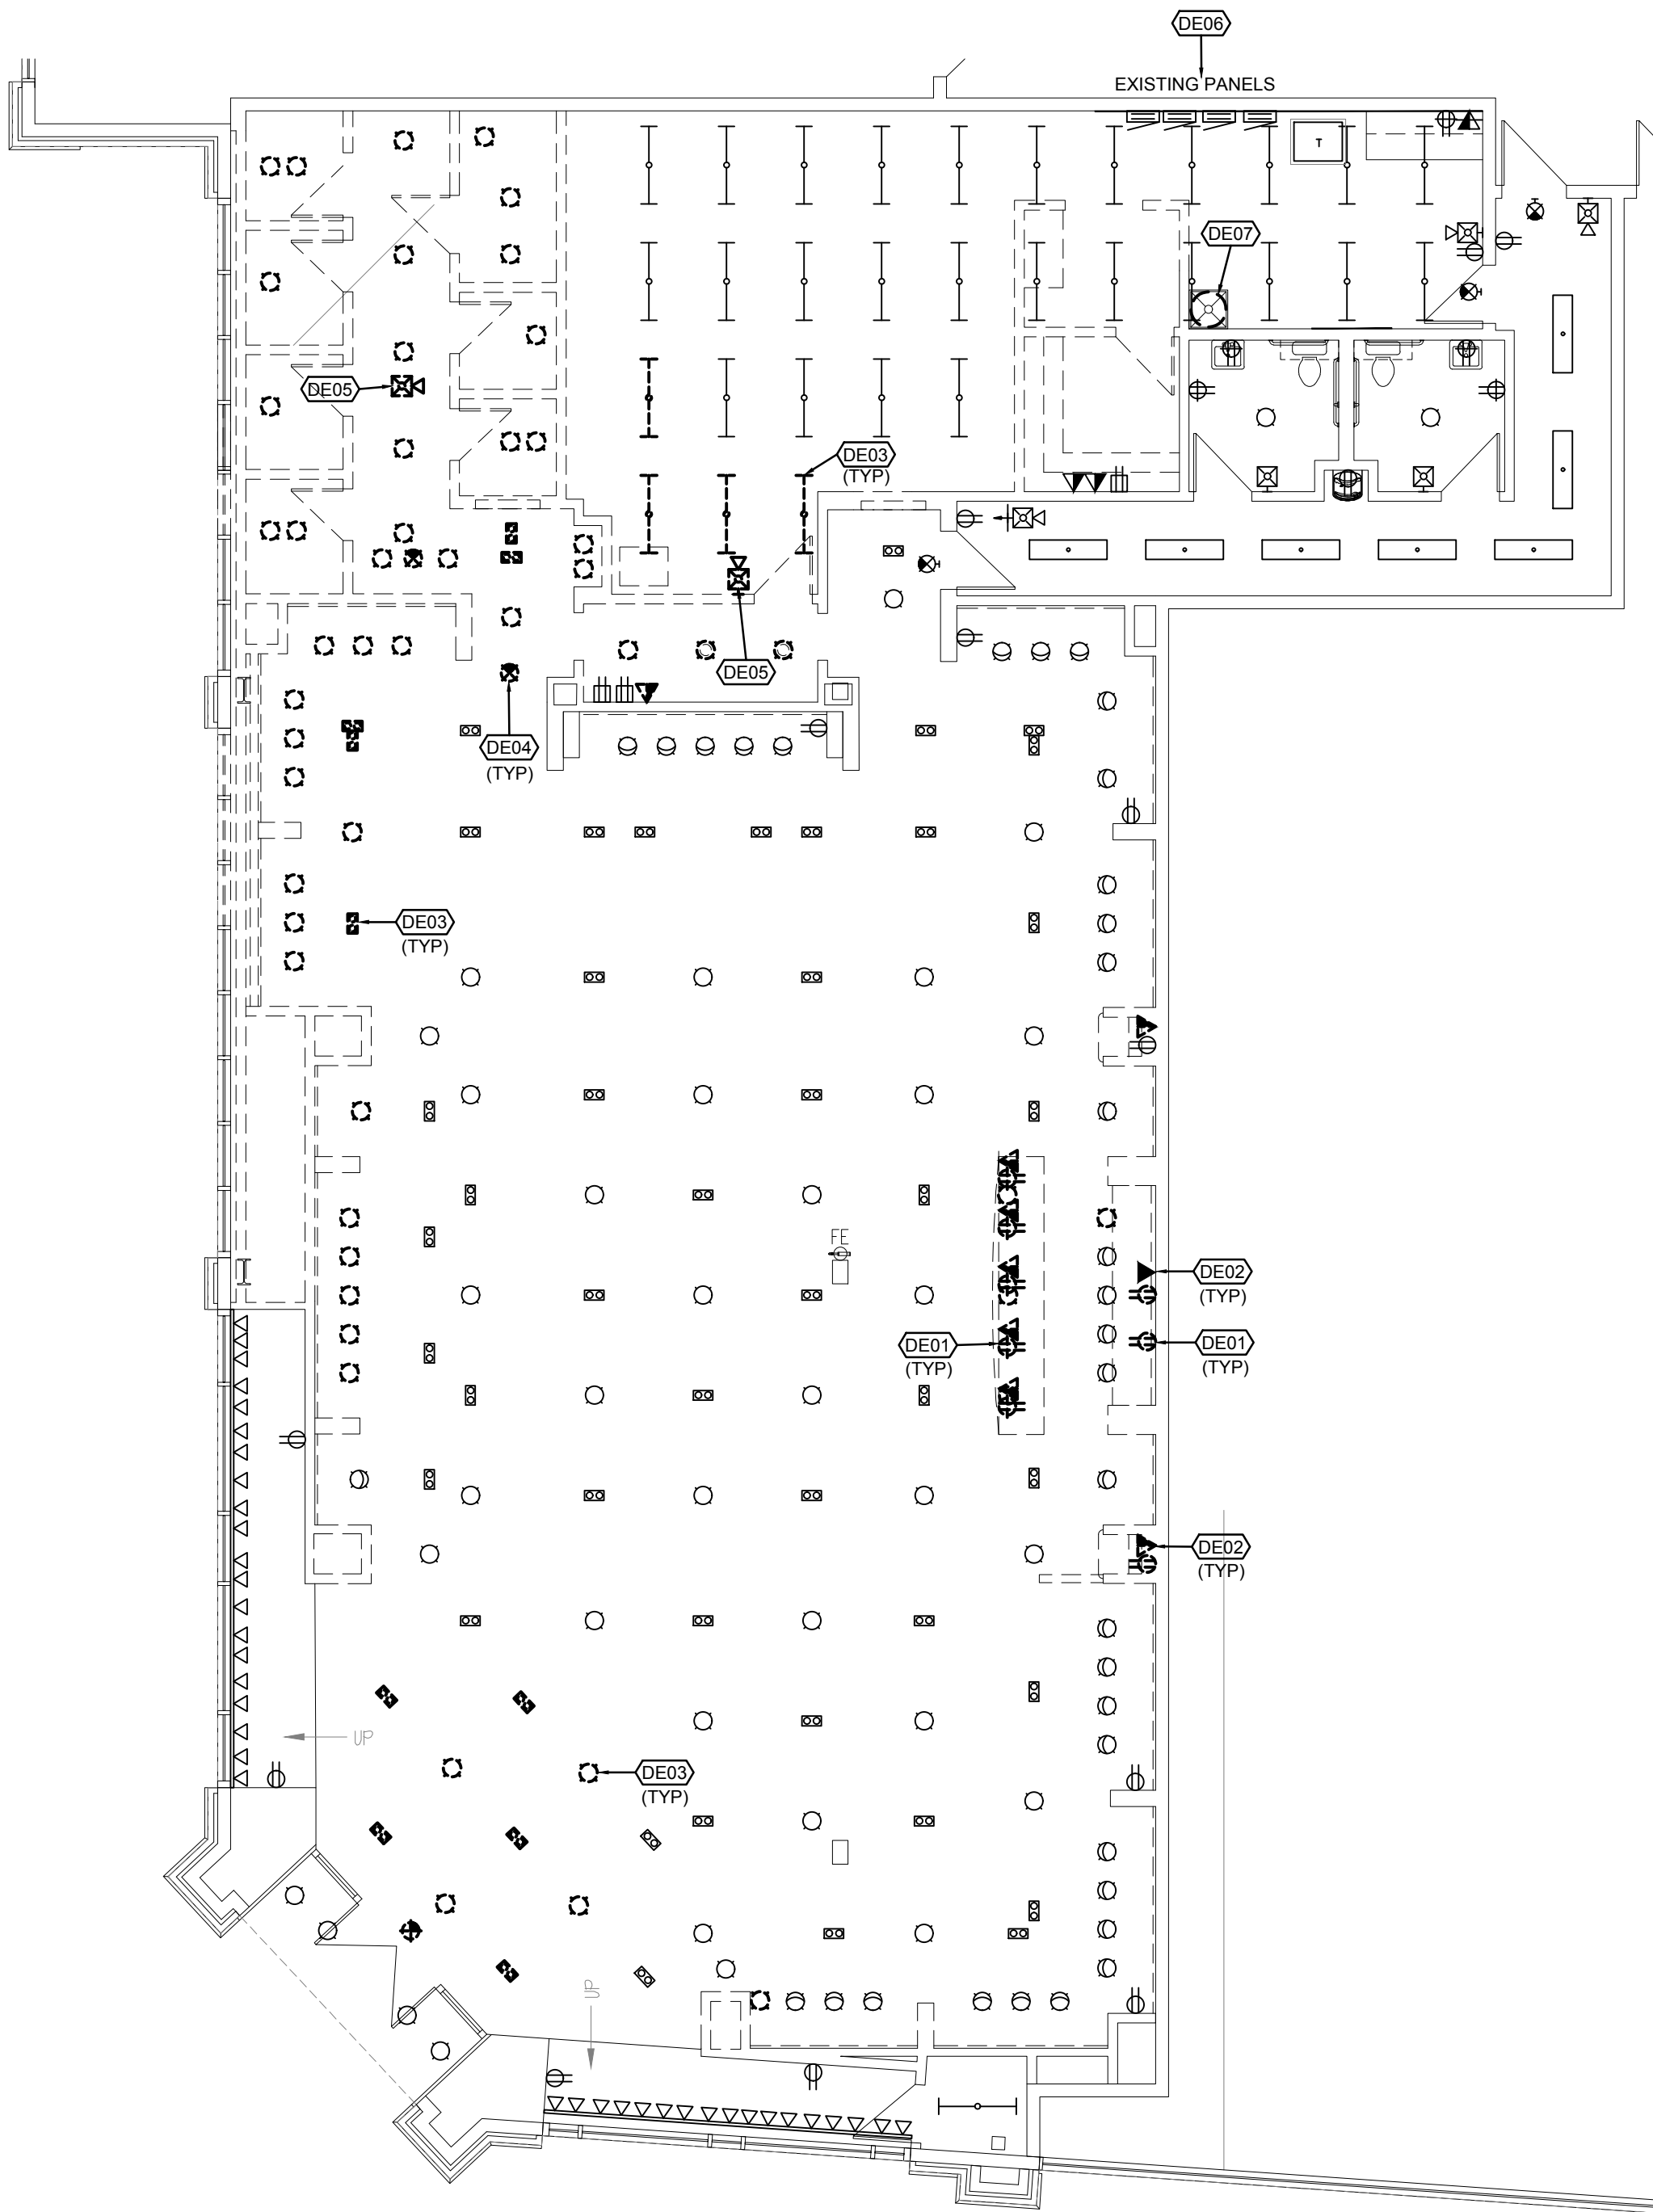 DE06
EXISTING PANELS
T
DE07
DE05
DE03
(TYP)
DE05
DE04
(TYP)
DE03
(TYP)
FE
DE02
(TYP)
DE01
(TYP)
DE01
(TYP)
DE02
(TYP)
UP
DE03
(TYP)
UP